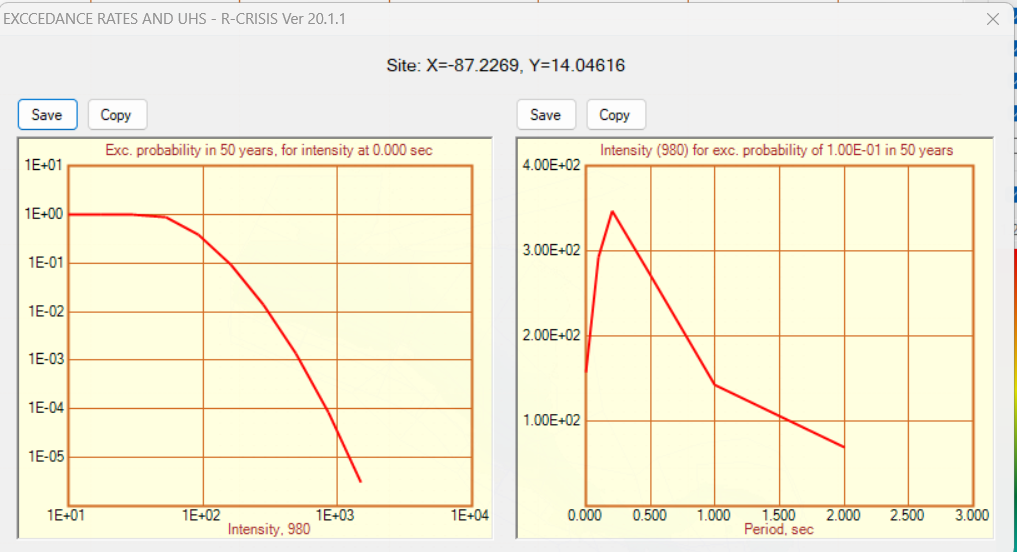 EXCCEDANCE RATES AND UHS - R-CRISIS Ver 20.1.1
Site: X=-87.2269, Y=14.04616
Save Copy
Exc. probability in 50 years, for intensity at 0.000 sec
1E+01
1E+00
1E-01
1E-02
1E-03
1E-04
1E-05
1E+01 1E+02 1E+03 1E+04
Intensity, 980
Save Copy
Intensity (980) for exc. probability of 1.00E-01 in 50 years
4.00E+02
3.00E+02
2.00E+02
1.00E+02
0.000 0.500 1.000 1.500 2.000 2.500 3.000
Period, sec